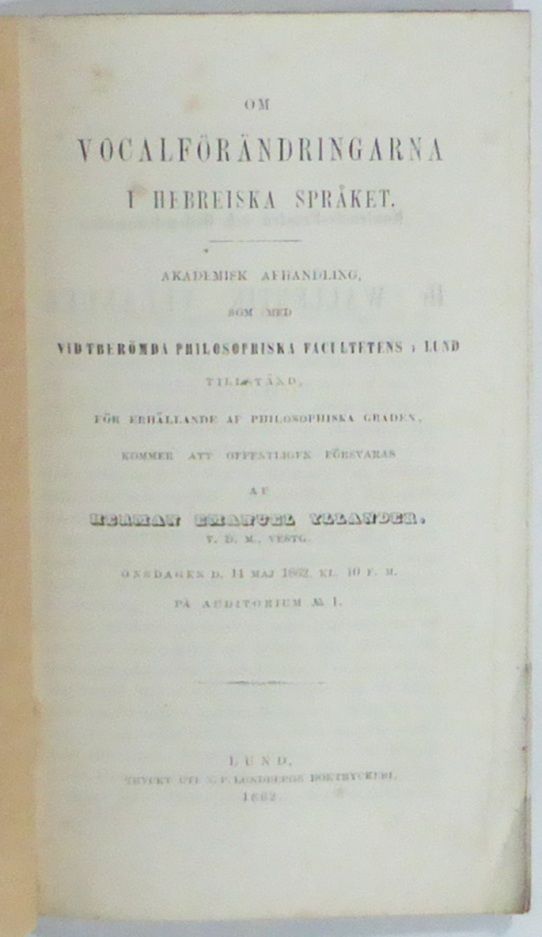 OM
VOCALFÖRÄNDRINGARNA
I HEBREISKA SPRÅKET.
AKADEMISK AFHANDLING,
SOM MED
VIDTBERÖMDA PHILOSOPHISKA FACULTETENS i LUND
TILLSTÅND,
FÖR ERHÅLLANDE AF PHILOSOPHISKA GRADEN,
KOMMER ATT OFFENTLIGEN FÖRSVARAS
AF
HERMAN EMANUEL YLLANDER,
V. D. M., VESTG.
ONSDAGEN D. 14 MAJ 1862, KL. 10 F. M.
PÅ AUDITORIUM № 1.
LUND,
TRYCKT UTI N. P. LUNDBERGS BOKTRYCKERI,
1862.